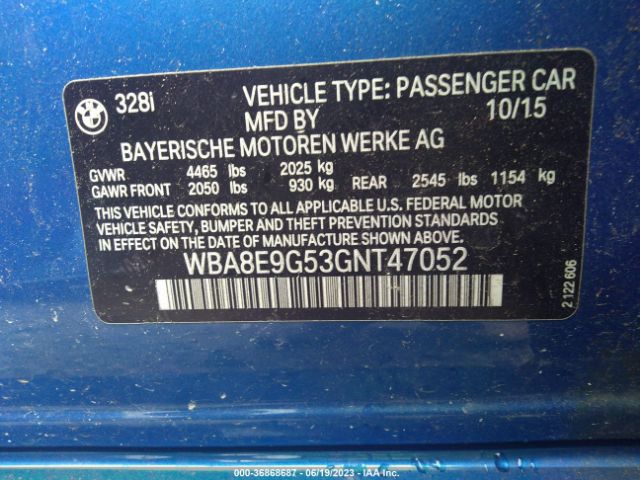 BMW
328i VEHICLE TYPE: PASSENGER CAR
MFD BY 10/15
BAYERISCHE MOTOREN WERKE AG
GVWR 4465 lbs 2025 kg
GAWR FRONT 2050 lbs 930 kg REAR 2545 lbs 1154 kg
THIS VEHICLE CONFORMS TO ALL APPLICABLE U.S. FEDERAL MOTOR
VEHICLE SAFETY, BUMPER AND THEFT PREVENTION STANDARDS
IN EFFECT ON THE DATE OF MANUFACTURE SHOWN ABOVE.
WBA8E9G53GNT47052
2 122 606
000-36868687 - 06/19/2023 - IAA Inc.